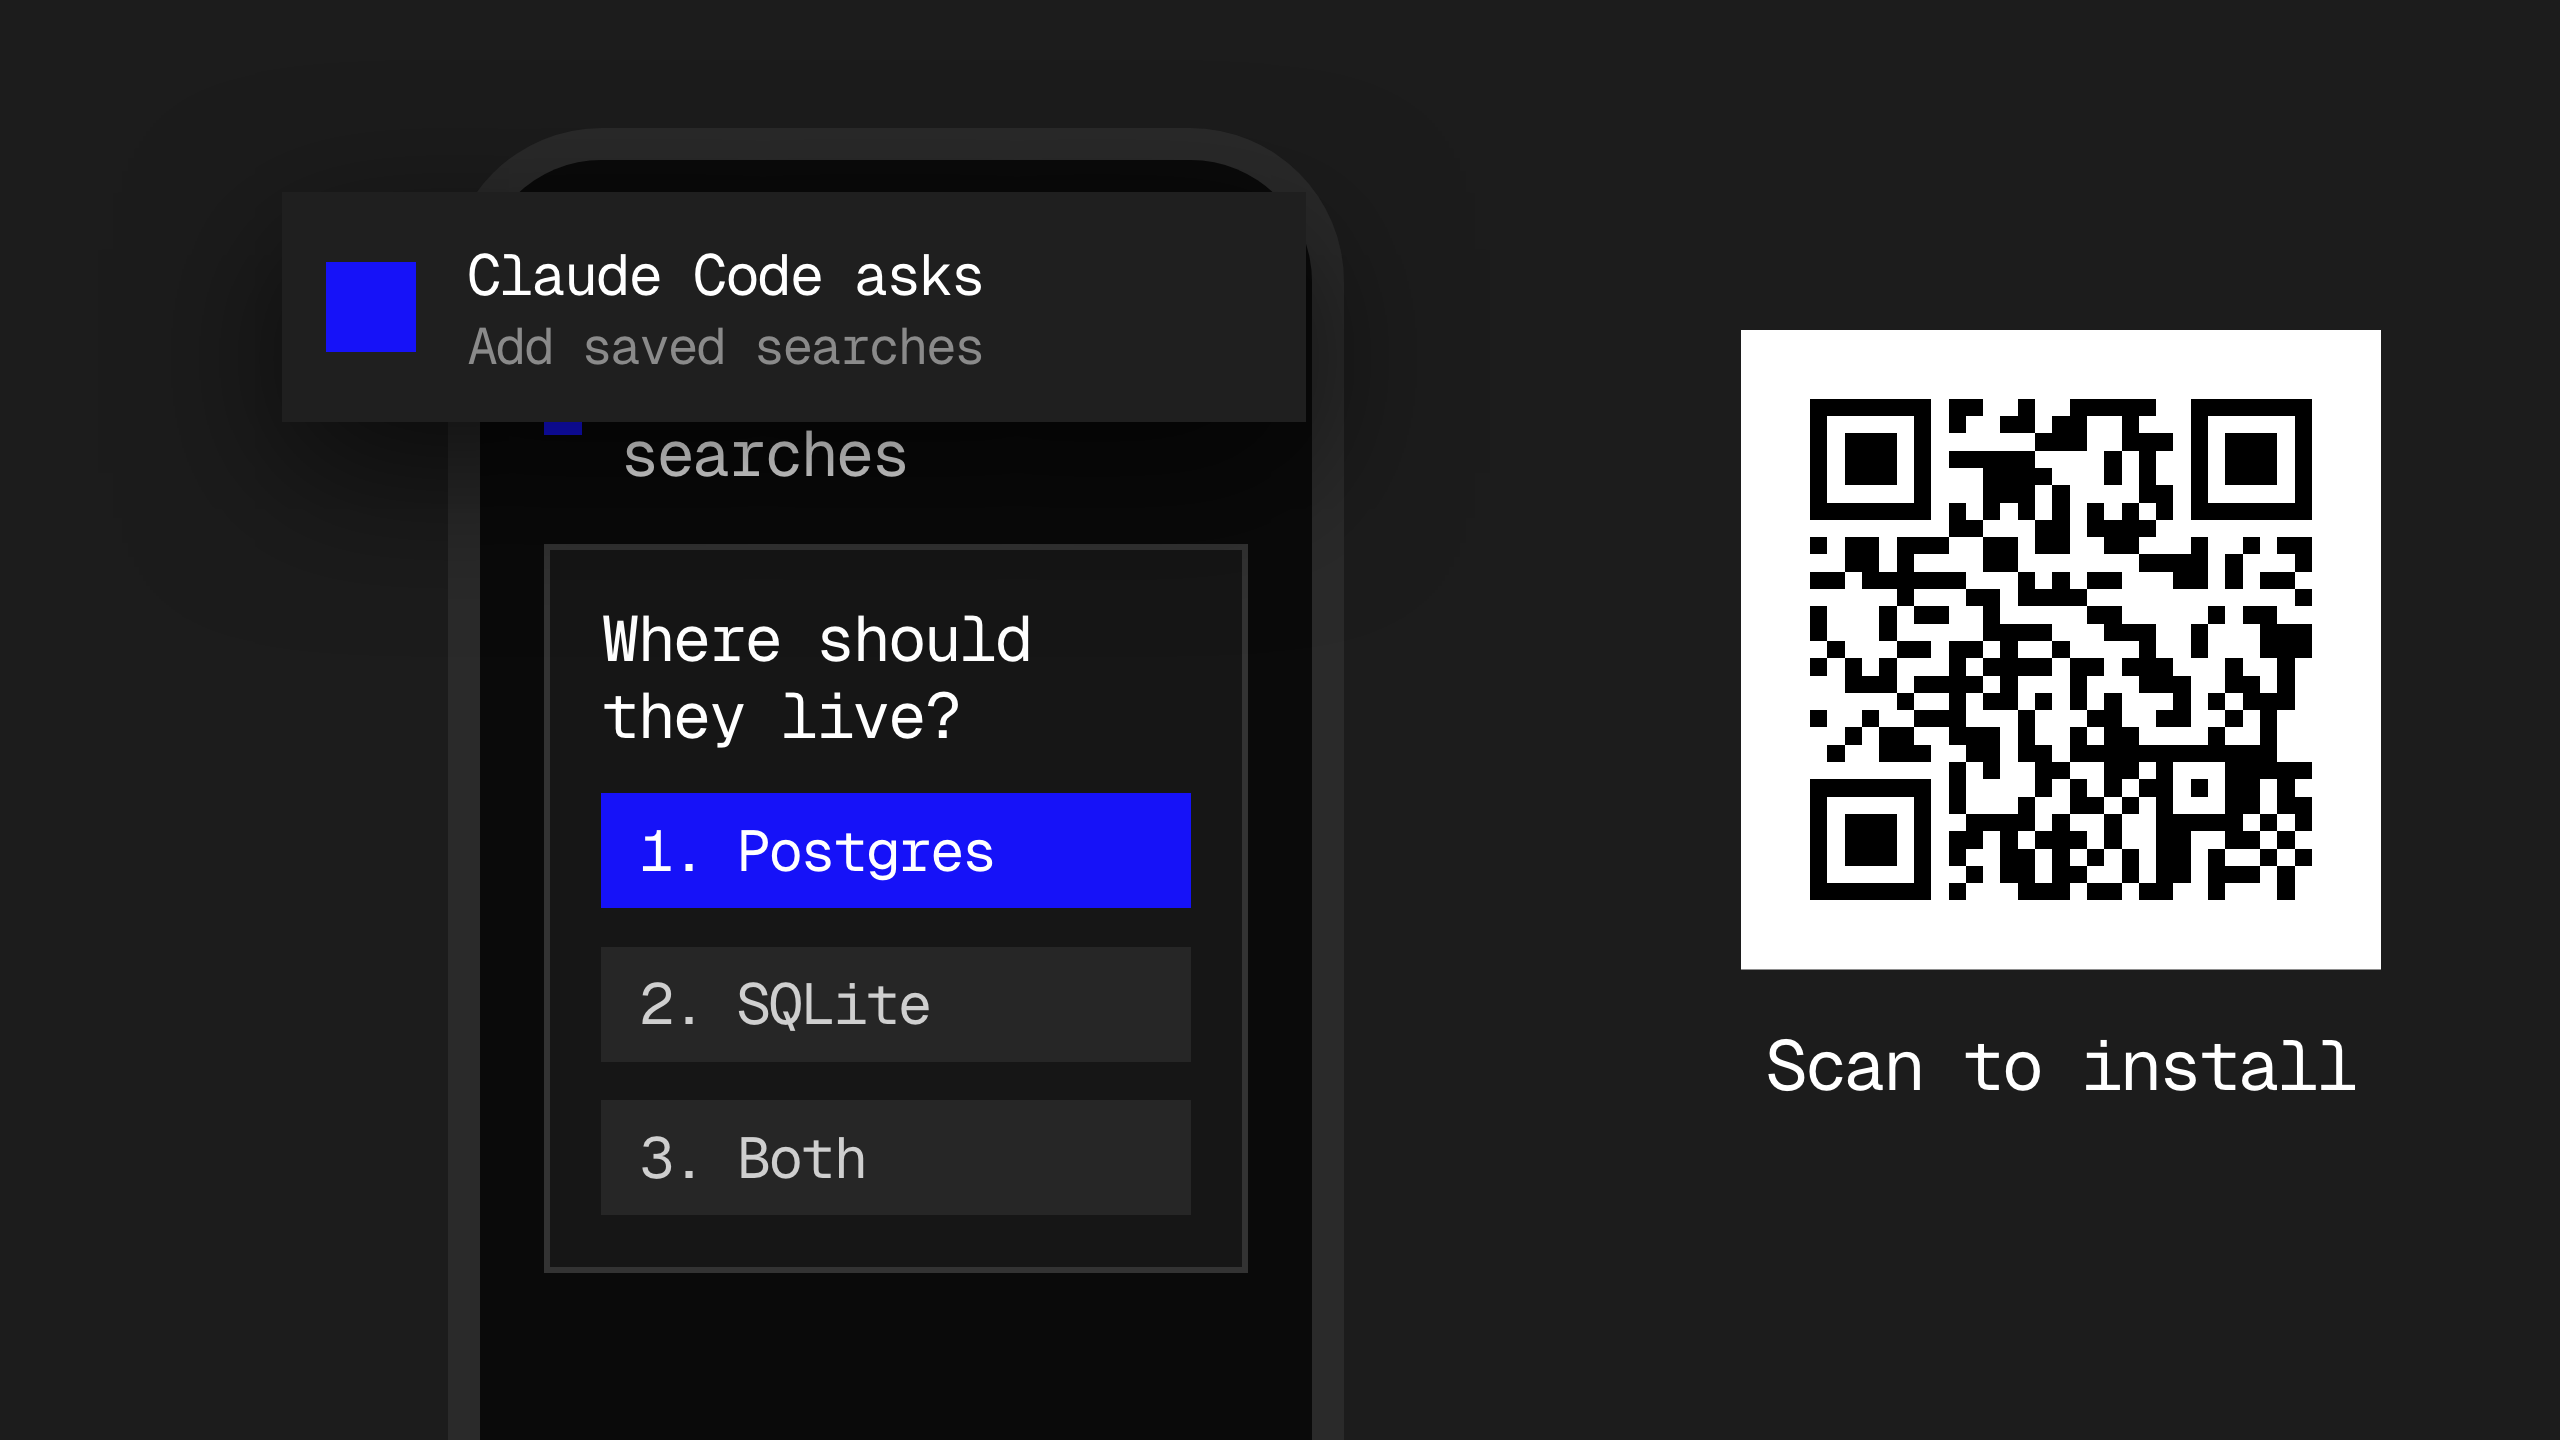 Claude Code asks
Add saved searches
searches
Where should
they live?
1. Postgres
2. SQLite
3. Both
Scan to install